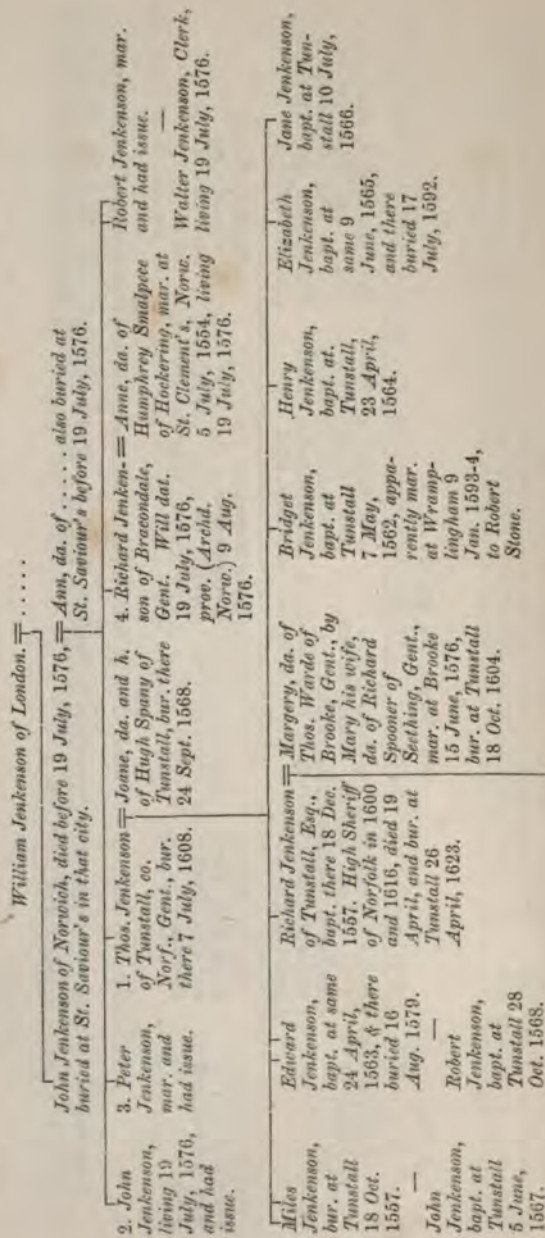 William Jenkenson of London. = . . . . .
John Jenkenson of Norwich, died before 19 July, 1576, = Ann, da. of . . . . . also buried at
buried at St. Saviour's in that city. St. Saviour's before 19 July, 1576.
2. John
Jenkenson,
living 19
July, 1576,
and had
issue.
3. Peter
Jenkenson,
mar. and
had issue.
1. Thos. Jenkenson =
of Tunstall, co.
Norf., Gent., bur.
there 7 July, 1608.
Joane, da. and h.
of Hugh Spany of
Tunstall, bur. there
24 Sept. 1568.
4. Richard Jenken- =
son of Bracondale,
Gent. Will dat.
19 July, 1576,
prov. (Archd.
Norw.) 9 Aug.
1576.
Anne, da. of
Humphrey Smalpece
of Hockering, mar. at
St. Clement's, Norw.
5 July, 1554, living
19 July, 1576.
Robert Jenkenson, mar.
and had issue.
—
Walter Jenkenson, Clerk,
living 19 July, 1576.
Miles
Jenkenson,
bur. at
Tunstall
18 Oct.
1557.
—
John
Jenkenson,
bapt. at
Tunstall
5 June,
1567.
Edward
Jenkenson,
bapt. at same
24 April,
1563, & there
buried 16
Aug. 1579.
—
Robert
Jenkenson,
bapt. at
Tunstall 28
Oct. 1568.
Richard Jenkenson =
of Tunstall, Esq.,
bapt. there 18 Dec.
1557. High Sheriff
of Norfolk in 1600
and 1616, died 19
April, and bur. at
Tunstall 26
April, 1623.
Margery, da. of
Thos. Warde of
Brooke, Gent., by
Mary his wife,
da. of Richard
Spooner of
Seething, Gent.,
mar. at Brooke
15 June, 1576,
bur. at Tunstall
18 Oct. 1604.
Bridget
Jenkenson,
bapt. at
Tunstall
7 May,
1562, appa-
rently mar.
at Wramp-
lingham 9
Jan. 1593-4,
to Robert
Stone.
Henry
Jenkenson,
bapt. at.
Tunstall,
23 April,
1564.
Elizabeth
Jenkenson,
bapt. at
same 9
June, 1565,
and there
buried 17
July, 1592.
Jane Jenkenson,
bapt. at Tun-
stall 10 July,
1566.